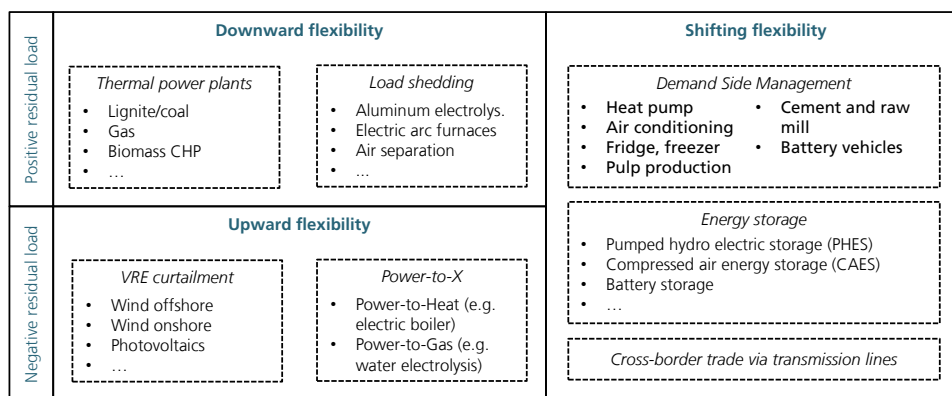 Positive residual load
Downward flexibility
Thermal power plants
• Lignite/coal
• Gas
• Biomass CHP
• …
Load shedding
• Aluminum electrolys.
• Electric arc furnaces
• Air separation
• ...
Negative residual load
Upward flexibility
VRE curtailment
• Wind offshore
• Wind onshore
• Photovoltaics
• …
Power-to-X
• Power-to-Heat (e.g.
electric boiler)
• Power-to-Gas (e.g.
water electrolysis)
Shifting flexibility
Demand Side Management
• Heat pump
• Air conditioning
• Fridge, freezer
• Pulp production
• Cement and raw
mill
• Battery vehicles
Energy storage
• Pumped hydro electric storage (PHES)
• Compressed air energy storage (CAES)
• Battery storage
• …
Cross-border trade via transmission lines